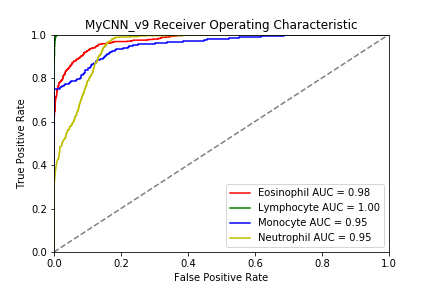 MyCNN_v9 Receiver Operating Characteristic
True Positive Rate
1.0
0.8
0.6
0.4
0.2
0.0
Eosinophil AUC = 0.98
Lymphocyte AUC = 1.00
Monocyte AUC = 0.95
Neutrophil AUC = 0.95
0.0 0.2 0.4 0.6 0.8 1.0
False Positive Rate